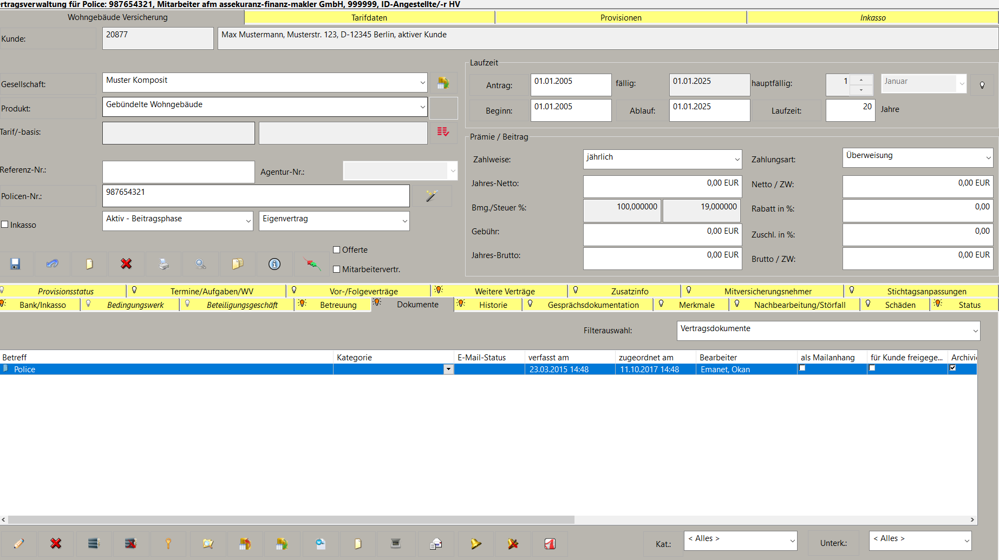 ertragsverwaltung für Police: 987654321, Mitarbeiter afm assekuranz-finanz-makler GmbH, 999999, ID-Angestellte/-r HV
Wohngebäude Versicherung Tarifdaten Provisionen Inkasso
Kunde: 20877 Max Mustermann, Musterstr. 123, D-12345 Berlin, aktiver Kunde
Laufzeit
Gesellschaft: Muster Komposit
Antrag: 01.01.2005 fällig: 01.01.2025 hauptfällig: 1 Januar
Produkt: Gebündelte Wohngebäude
Beginn: 01.01.2005 Ablauf: 01.01.2025 Laufzeit: 20 Jahre
Tarif/-basis:
Prämie / Beitrag
Zahlweise: jährlich Zahlungsart: Überweisung
Referenz-Nr.: Agentur-Nr.:
Jahres-Netto: 0,00 EUR Netto / ZW: 0,00 EUR
Policen-Nr.: 987654321
Bmg./Steuer %: 100,000000 19,000000 Rabatt in %: 0,00
Inkasso Aktiv - Beitragsphase Eigenvertrag
Gebühr: 0,00 EUR Zuschl. in %: 0,00
Offerte
Jahres-Brutto: 0,00 EUR Brutto / ZW: 0,00 EUR
Mitarbeitervertr.
Provisionsstatus Termine/Aufgaben/WV Vor-/Folgeverträge Weitere Verträge Zusatzinfo Mitversicherungsnehmer Stichtagsanpassungen
Bank/Inkasso Bedingungswerk Beteiligungsgeschäft Betreuung Dokumente Historie Gesprächsdokumentation Merkmale Nachbearbeitung/Störfall Schäden Status
Filterauswahl: Vertragsdokumente
Betreff Kategorie E-Mail-Status verfasst am zugeordnet am Bearbeiter als Mailanhang für Kunde freigege... Archivi
Police 23.03.2015 14:48 11.10.2017 14:48 Emanet, Okan
Kat.: < Alles > Unterk.: < Alles >